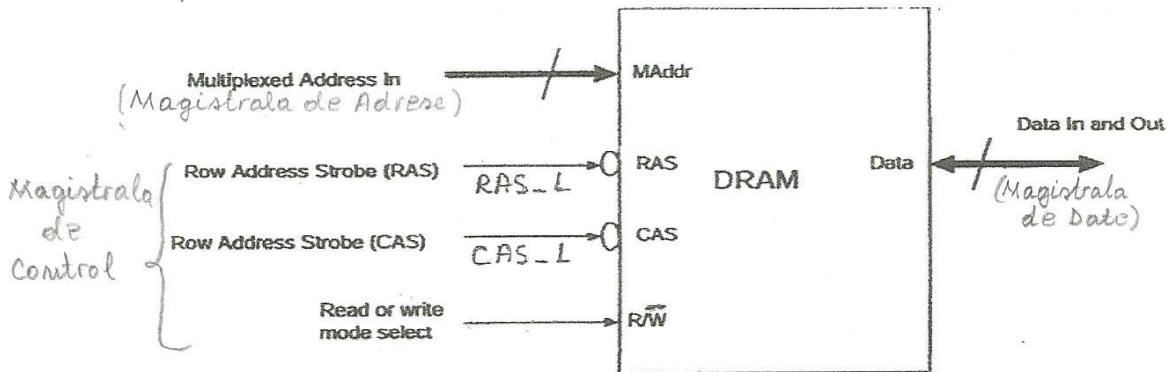 Multiplexed Address In
(Magistrala de Adrese)
MAddr
Data In and Out
Row Address Strobe (RAS)
RAS_L
RAS
DRAM
Data
(Magistrala
de Date)
Magistrala
de
Control
Row Address Strobe (CAS)
CAS_L
CAS
Read or write
mode select
R/W̅